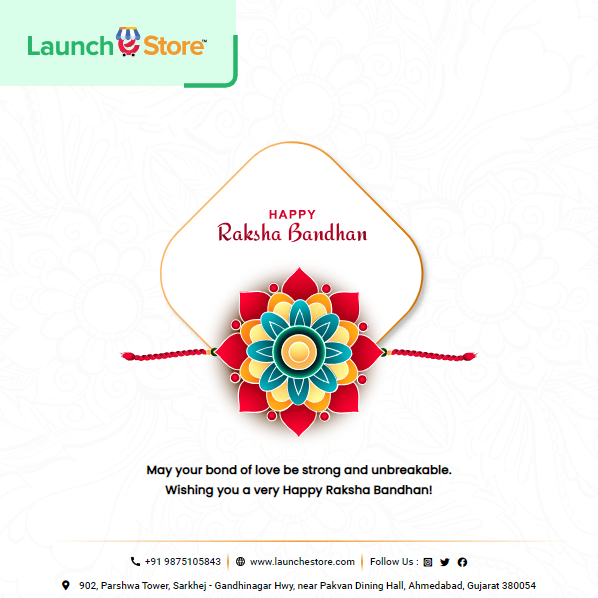 Launch e Store™
HAPPY
Raksha Bandhan
May your bond of love be strong and unbreakable.
Wishing you a very Happy Raksha Bandhan!
+91 9875105843 | www.launchestore.com | Follow Us :
902, Parshwa Tower, Sarkhej - Gandhinagar Hwy, near Pakvan Dining Hall, Ahmedabad, Gujarat 380054